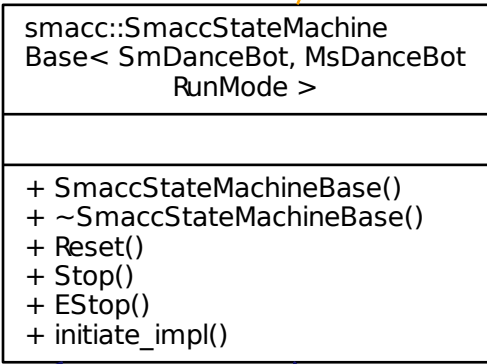 smacc::SmaccStateMachine
Base< SmDanceBot, MsDanceBot
RunMode >
+ SmaccStateMachineBase()
+ ~SmaccStateMachineBase()
+ Reset()
+ Stop()
+ EStop()
+ initiate_impl()